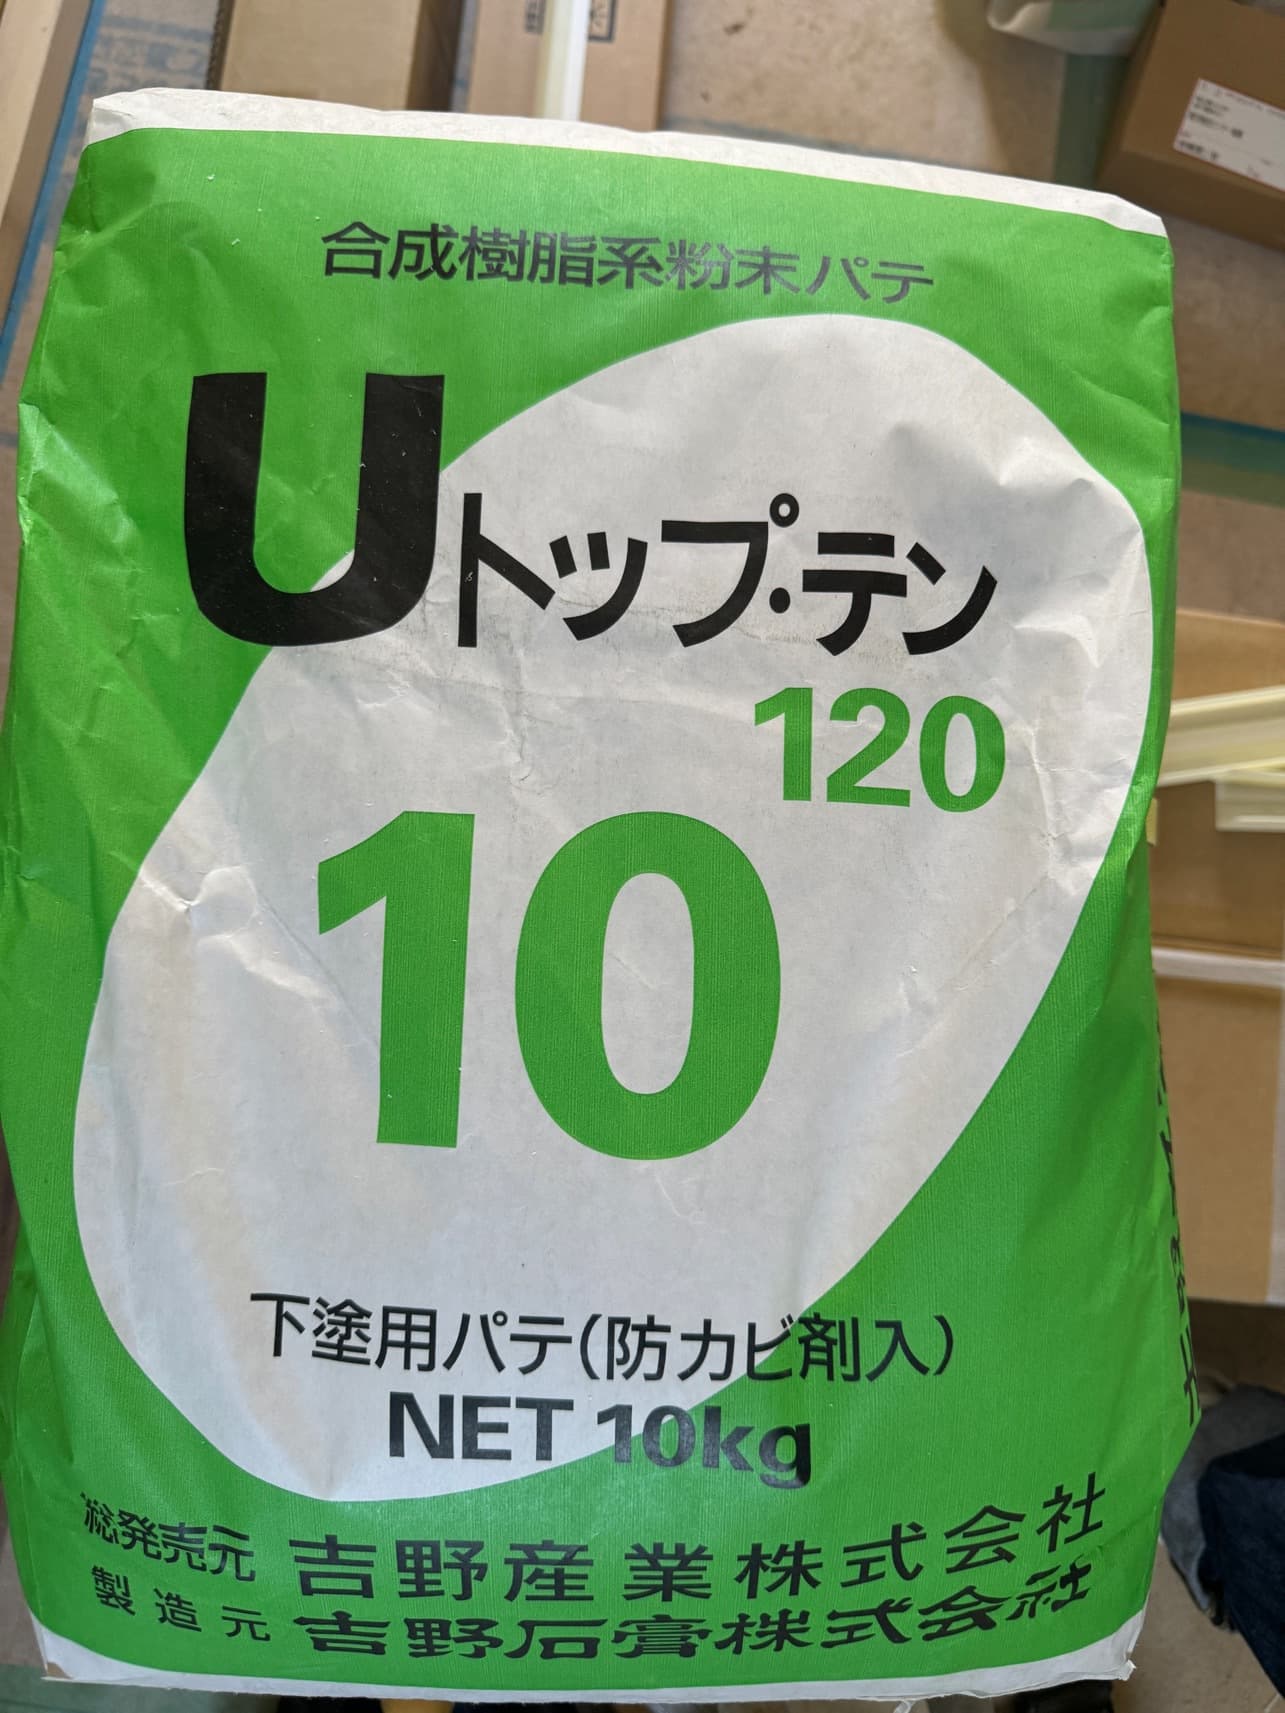 合成樹脂系粉末パテ
Uトップ・テン
120
10
下塗用パテ(防カビ剤入)
NET 10kg
総発売元 吉野産業株式会社
製造元 吉野石膏株式会社